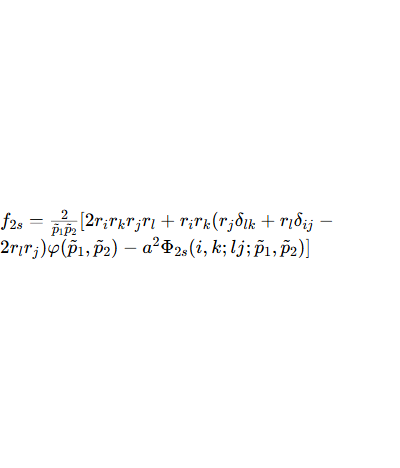 $f_{2s} = \frac{2}{\tilde{p}_1 \tilde{p}_2} [2r_i r_k r_j r_l + r_i r_k (r_j \delta_{lk} + r_l \delta_{ij} -$
$2r_l r_j) \varphi(\tilde{p}_1, \tilde{p}_2) - a^2 \Phi_{2s}(i, k; lj; \tilde{p}_1, \tilde{p}_2)]$